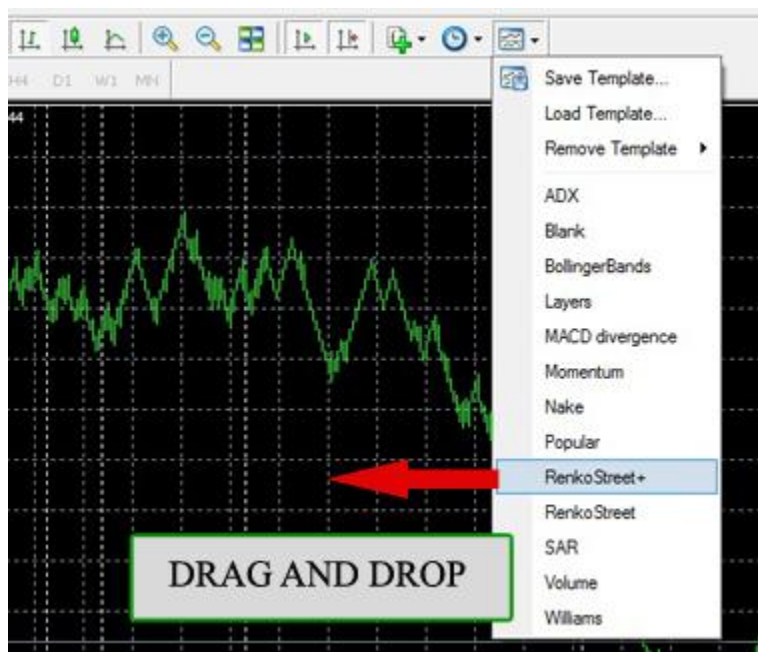 H4 D1 W1 MN
44
Save Template...
Load Template...
Remove Template
ADX
Blank
BollingerBands
Layers
MACD divergence
Momentum
Nake
Popular
RenkoStreet+
RenkoStreet
SAR
Volume
Williams
DRAG AND DROP